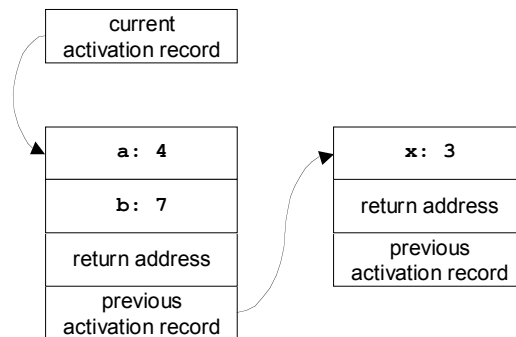 current
activation record
a: 4
b: 7
return address
previous
activation record
x: 3
return address
previous
activation record